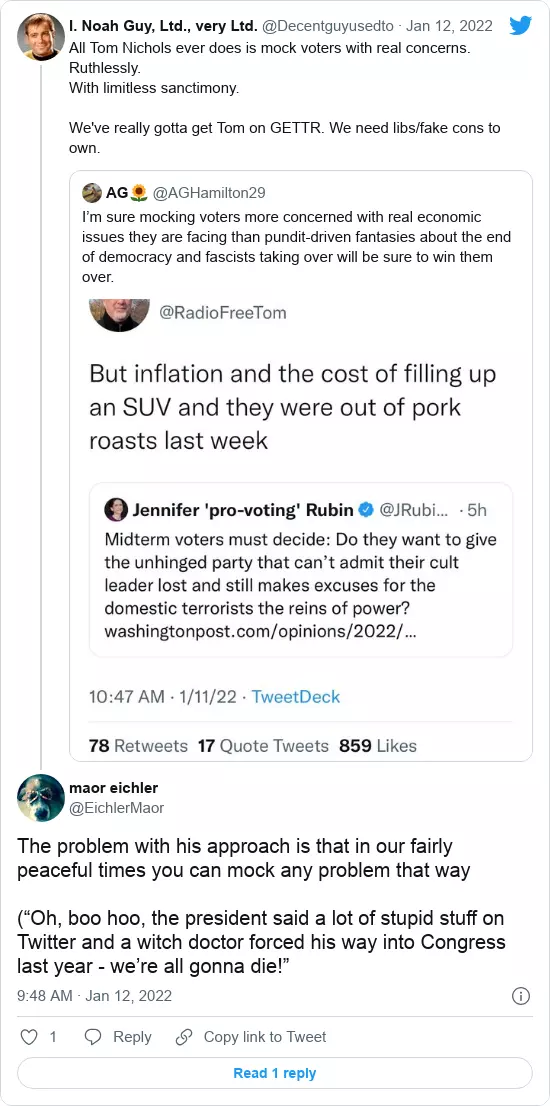 I. Noah Guy, Ltd., very Ltd. @Decentguyusedto · Jan 12, 2022
All Tom Nichols ever does is mock voters with real concerns.
Ruthlessly.
With limitless sanctimony.
We've really gotta get Tom on GETTR. We need libs/fake cons to
own.
AG🌻 @AGHamilton29
I’m sure mocking voters more concerned with real economic
issues they are facing than pundit-driven fantasies about the end
of democracy and fascists taking over will be sure to win them
over.
@RadioFreeTom
But inflation and the cost of filling up
an SUV and they were out of pork
roasts last week
Jennifer 'pro-voting' Rubin @JRubi... · 5h
Midterm voters must decide: Do they want to give
the unhinged party that can’t admit their cult
leader lost and still makes excuses for the
domestic terrorists the reins of power?
washingtonpost.com/opinions/2022/...
10:47 AM · 1/11/22 · TweetDeck
78 Retweets 17 Quote Tweets 859 Likes
maor eichler
@EichlerMaor
The problem with his approach is that in our fairly
peaceful times you can mock any problem that way
(“Oh, boo hoo, the president said a lot of stupid stuff on
Twitter and a witch doctor forced his way into Congress
last year - we’re all gonna die!”
9:48 AM · Jan 12, 2022
1 Reply Copy link to Tweet
Read 1 reply